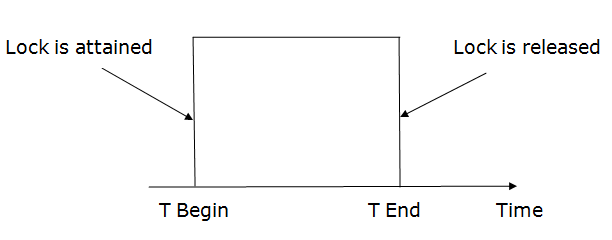 Lock is attained
Lock is released
T Begin
T End
Time